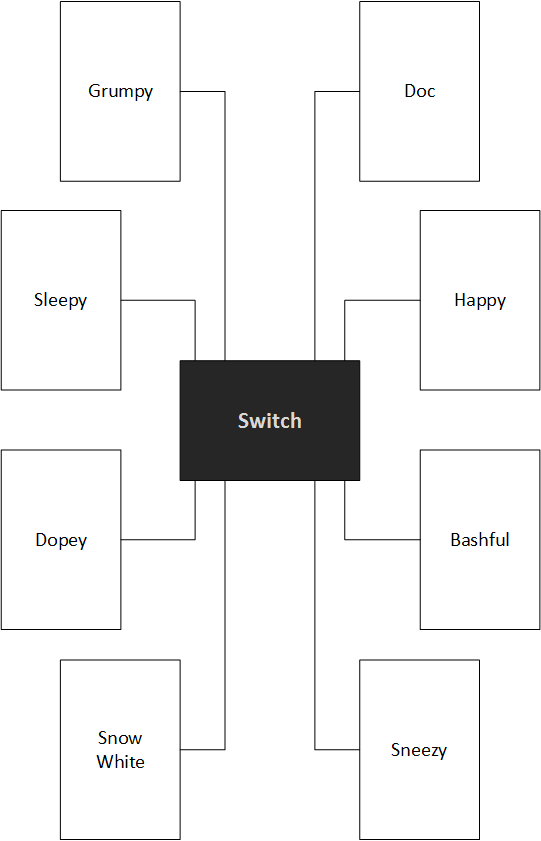 Grumpy
Doc
Sleepy
Happy
Switch
Dopey
Bashful
Snow
White
Sneezy